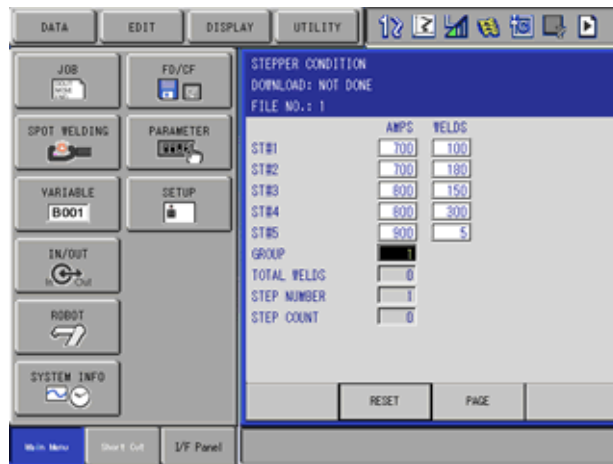 DATA EDIT DISPLAY UTILITY
JOB FD/CF
SPOT WELDING PARAMETER
VARIABLE SETUP
B001
IN/OUT
In Out
ROBOT
SYSTEM INFO
Main Menu Short Cut I/F Panel
STEPPER CONDITION
DOWNLOAD: NOT DONE
FILE NO.: 1
AMPS WELDS
ST#1 700 100
ST#2 700 180
ST#3 800 150
ST#4 800 300
ST#5 900 5
GROUP 1
TOTAL WELDS 0
STEP NUMBER 1
STEP COUNT 0
RESET PAGE